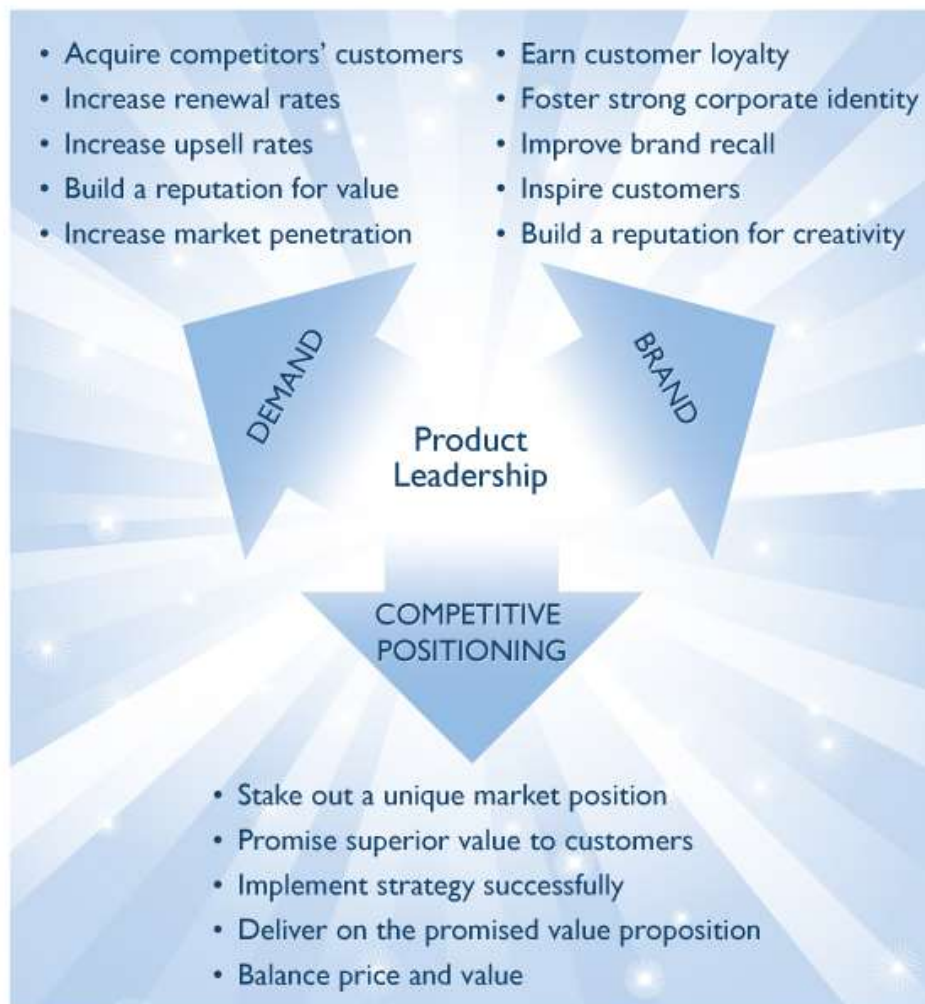 • Acquire competitors' customers
• Increase renewal rates
• Increase upsell rates
• Build a reputation for value
• Increase market penetration
• Earn customer loyalty
• Foster strong corporate identity
• Improve brand recall
• Inspire customers
• Build a reputation for creativity
DEMAND
BRAND
Product
Leadership
COMPETITIVE
POSITIONING
• Stake out a unique market position
• Promise superior value to customers
• Implement strategy successfully
• Deliver on the promised value proposition
• Balance price and value